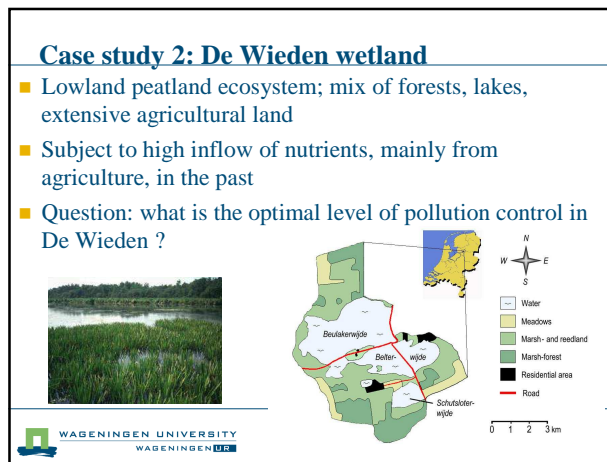 Case study 2: De Wieden wetland
Lowland peatland ecosystem; mix of forests, lakes,
extensive agricultural land
Subject to high inflow of nutrients, mainly from
agriculture, in the past
Question: what is the optimal level of pollution control in
De Wieden ?
N
W E
S
Water
Meadows
Marsh- and reedland
Marsh-forest
Residential area
Road
Beulakerwijde
Belter- wijde
Schutsloter-
wijde
0 1 2 3 km
WAGENINGEN UNIVERSITY
WAGENINGEN UR